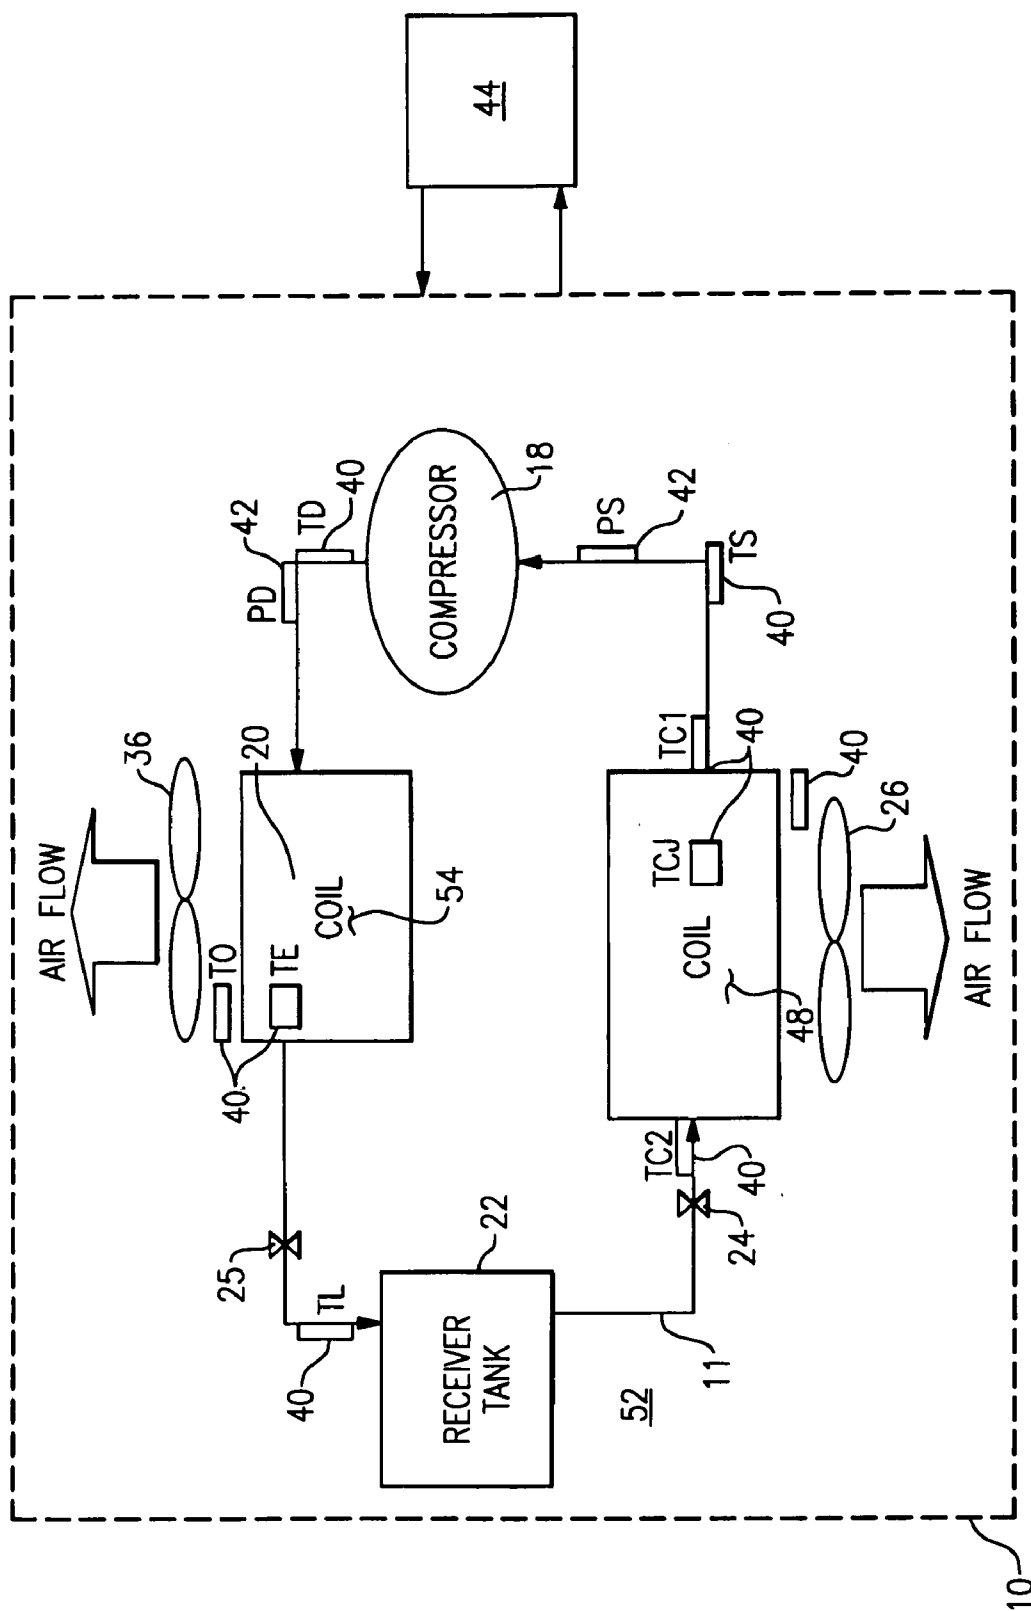 44
AIR FLOW
36
20
TO
TE
COIL
54
40
PD
42
TD
40
COMPRESSOR
18
25
TL
40
RECEIVER
TANK
22
PS
42
TS
40
TC1
40
TCJ
COIL
48
40
26
AIR FLOW
TC2
40
24
11
52
10